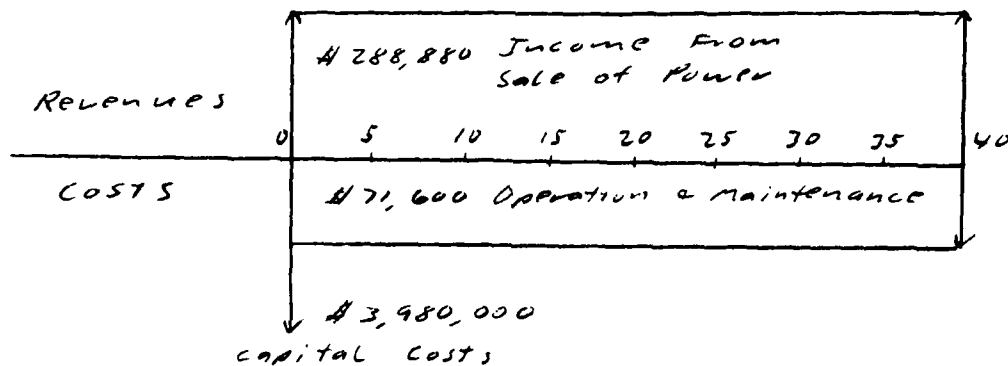 $288,880 Income From
Sale of Power
Revenues
0 5 10 15 20 25 30 35 40
Costs
$71,600 Operation & Maintenance
$3,980,000
Capital Costs